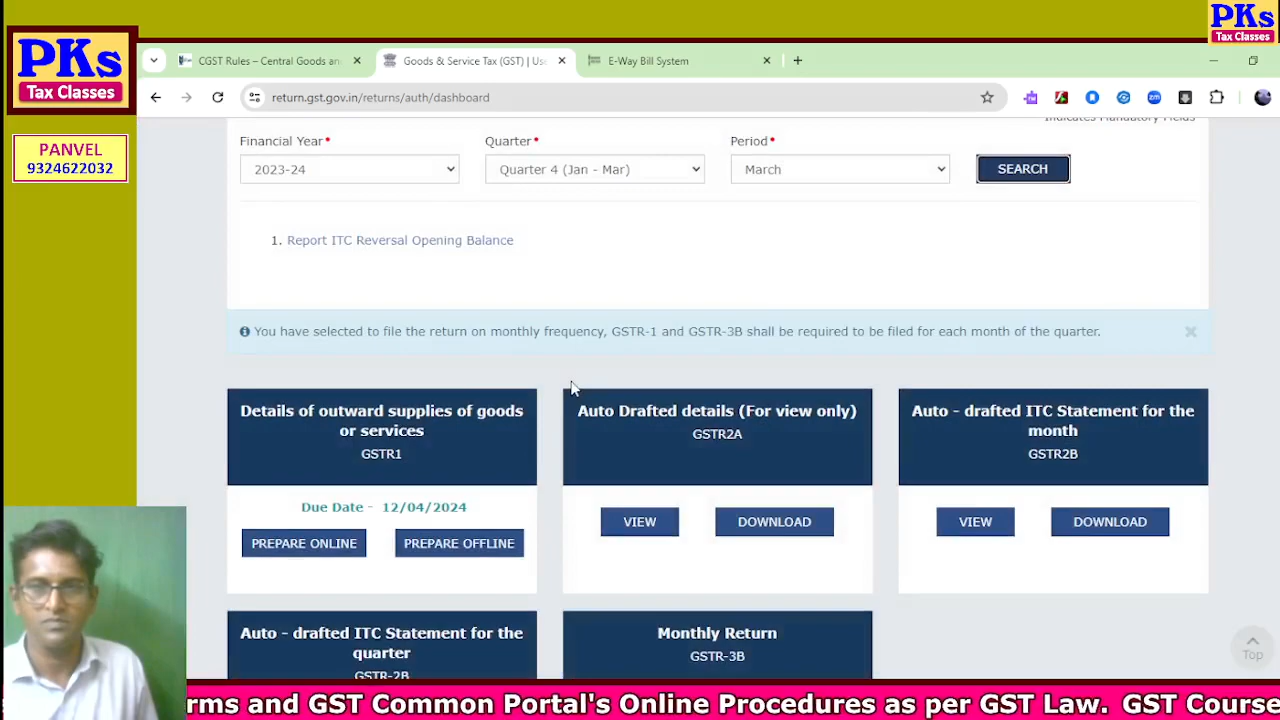 PKs
Tax Classes
PKs
Tax Classes
PANVEL
9324622032
CGST Rules – Central Goods an
Goods & Service Tax (GST) | Use
E-Way Bill System
return.gst.gov.in/returns/auth/dashboard
Indicates Mandatory Fields
Financial Year*
Quarter*
Period*
2023-24
Quarter 4 (Jan - Mar)
March
SEARCH
1. Report ITC Reversal Opening Balance
You have selected to file the return on monthly frequency, GSTR-1 and GSTR-3B shall be required to be filed for each month of the quarter.
Details of outward supplies of goods
or services
GSTR1
Due Date - 12/04/2024
PREPARE ONLINE
PREPARE OFFLINE
Auto Drafted details (For view only)
GSTR2A
VIEW
DOWNLOAD
Auto - drafted ITC Statement for the
month
GSTR2B
VIEW
DOWNLOAD
Auto - drafted ITC Statement for the
quarter
GSTR-2B
Monthly Return
GSTR-3B
Top
rms and GST Common Portal's Online Procedures as per GST Law. GST Course